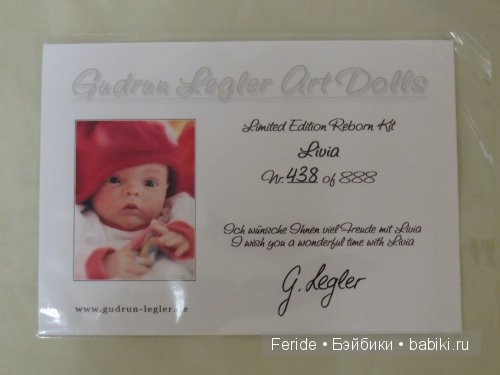 Gudrun Legler Art Dolls
Limited Edition Reborn Kit
Livia
Nr. 438 of 888
Ich wünsche Ihnen viel Freude mit Livia
I wish you a wonderful time with Livia
G. Legler
www.gudrun-legler.de
Feride • Бэйбики • babiki.ru